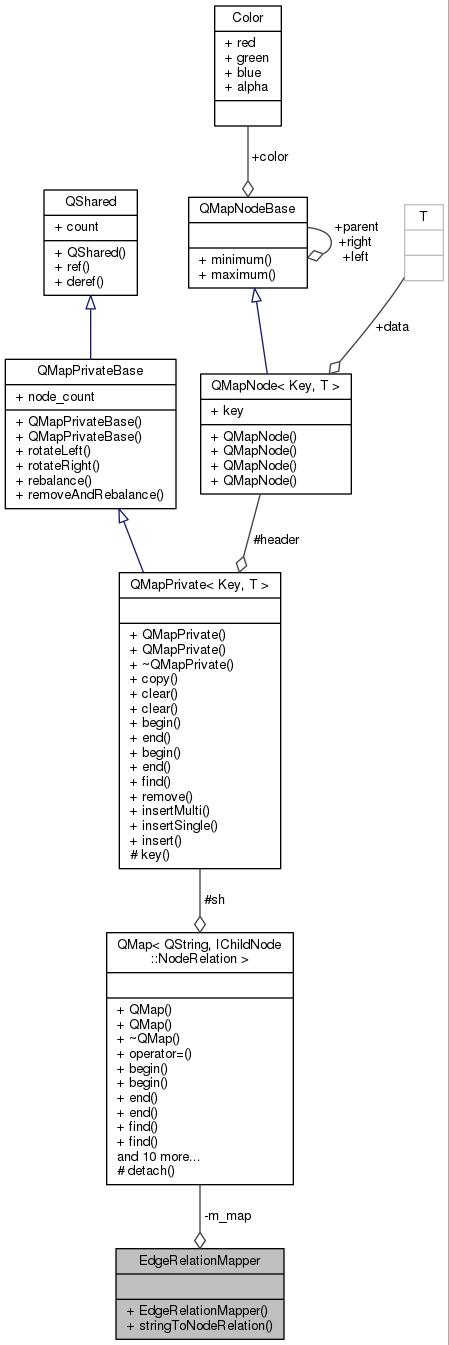 Color
+ red
+ green
+ blue
+ alpha
+color
QShared
+ count
+ QShared()
+ ref()
+ deref()
QMapNodeBase
+ minimum()
+ maximum()
+parent
+right
+left
T
+data
QMapPrivateBase
+ node_count
+ QMapPrivateBase()
+ QMapPrivateBase()
+ rotateLeft()
+ rotateRight()
+ rebalance()
+ removeAndRebalance()
QMapNode< Key, T >
+ key
+ QMapNode()
+ QMapNode()
+ QMapNode()
+ QMapNode()
#header
QMapPrivate< Key, T >
+ QMapPrivate()
+ QMapPrivate()
+ ~QMapPrivate()
+ copy()
+ clear()
+ clear()
+ begin()
+ end()
+ begin()
+ end()
+ find()
+ remove()
+ insertMulti()
+ insertSingle()
+ insert()
# key()
#sh
QMap< QString, IChildNode
::NodeRelation >
+ QMap()
+ QMap()
+ ~QMap()
+ operator=()
+ begin()
+ begin()
+ end()
+ end()
+ find()
+ find()
and 10 more...
# detach()
-m_map
EdgeRelationMapper
+ EdgeRelationMapper()
+ stringToNodeRelation()